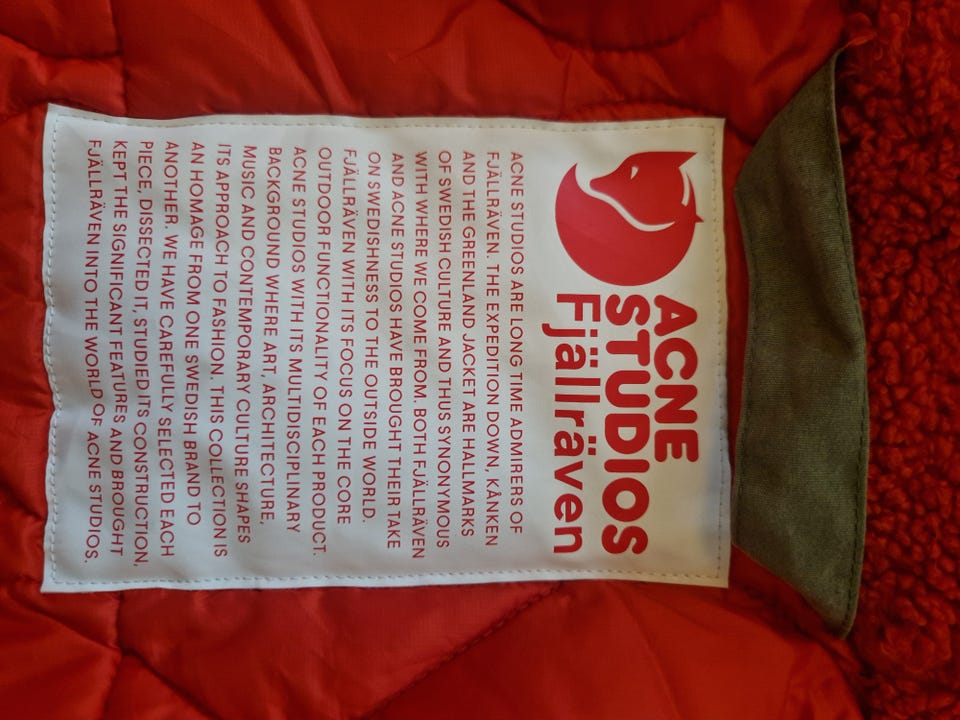 ACNE
STUDIOS
Fjällräven
ACNE STUDIOS ARE LONG TIME ADMIRERS OF
FJÄLLRÄVEN. THE EXPEDITION DOWN, KÅNKEN
AND THE GREENLAND JACKET ARE HALLMARKS
OF SWEDISH CULTURE AND THUS SYNONYMOUS
WITH WHERE WE COME FROM. BOTH FJÄLLRÄVEN
AND ACNE STUDIOS HAVE BROUGHT THEIR TAKE
ON SWEDISHNESS TO THE OUTSIDE WORLD.
FJÄLLRÄVEN WITH ITS FOCUS ON THE CORE
OUTDOOR FUNCTIONALITY OF EACH PRODUCT.
ACNE STUDIOS WITH ITS MULTIDISCIPLINARY
BACKGROUND WHERE ART, ARCHITECTURE,
MUSIC AND CONTEMPORARY CULTURE SHAPES
ITS APPROACH TO FASHION. THIS COLLECTION IS
AN HOMAGE FROM ONE SWEDISH BRAND TO
ANOTHER. WE HAVE CAREFULLY SELECTED EACH
PIECE, DISSECTED IT, STUDIED ITS CONSTRUCTION,
KEPT THE SIGNIFICANT FEATURES AND BROUGHT
FJÄLLRÄVEN INTO THE WORLD OF ACNE STUDIOS.